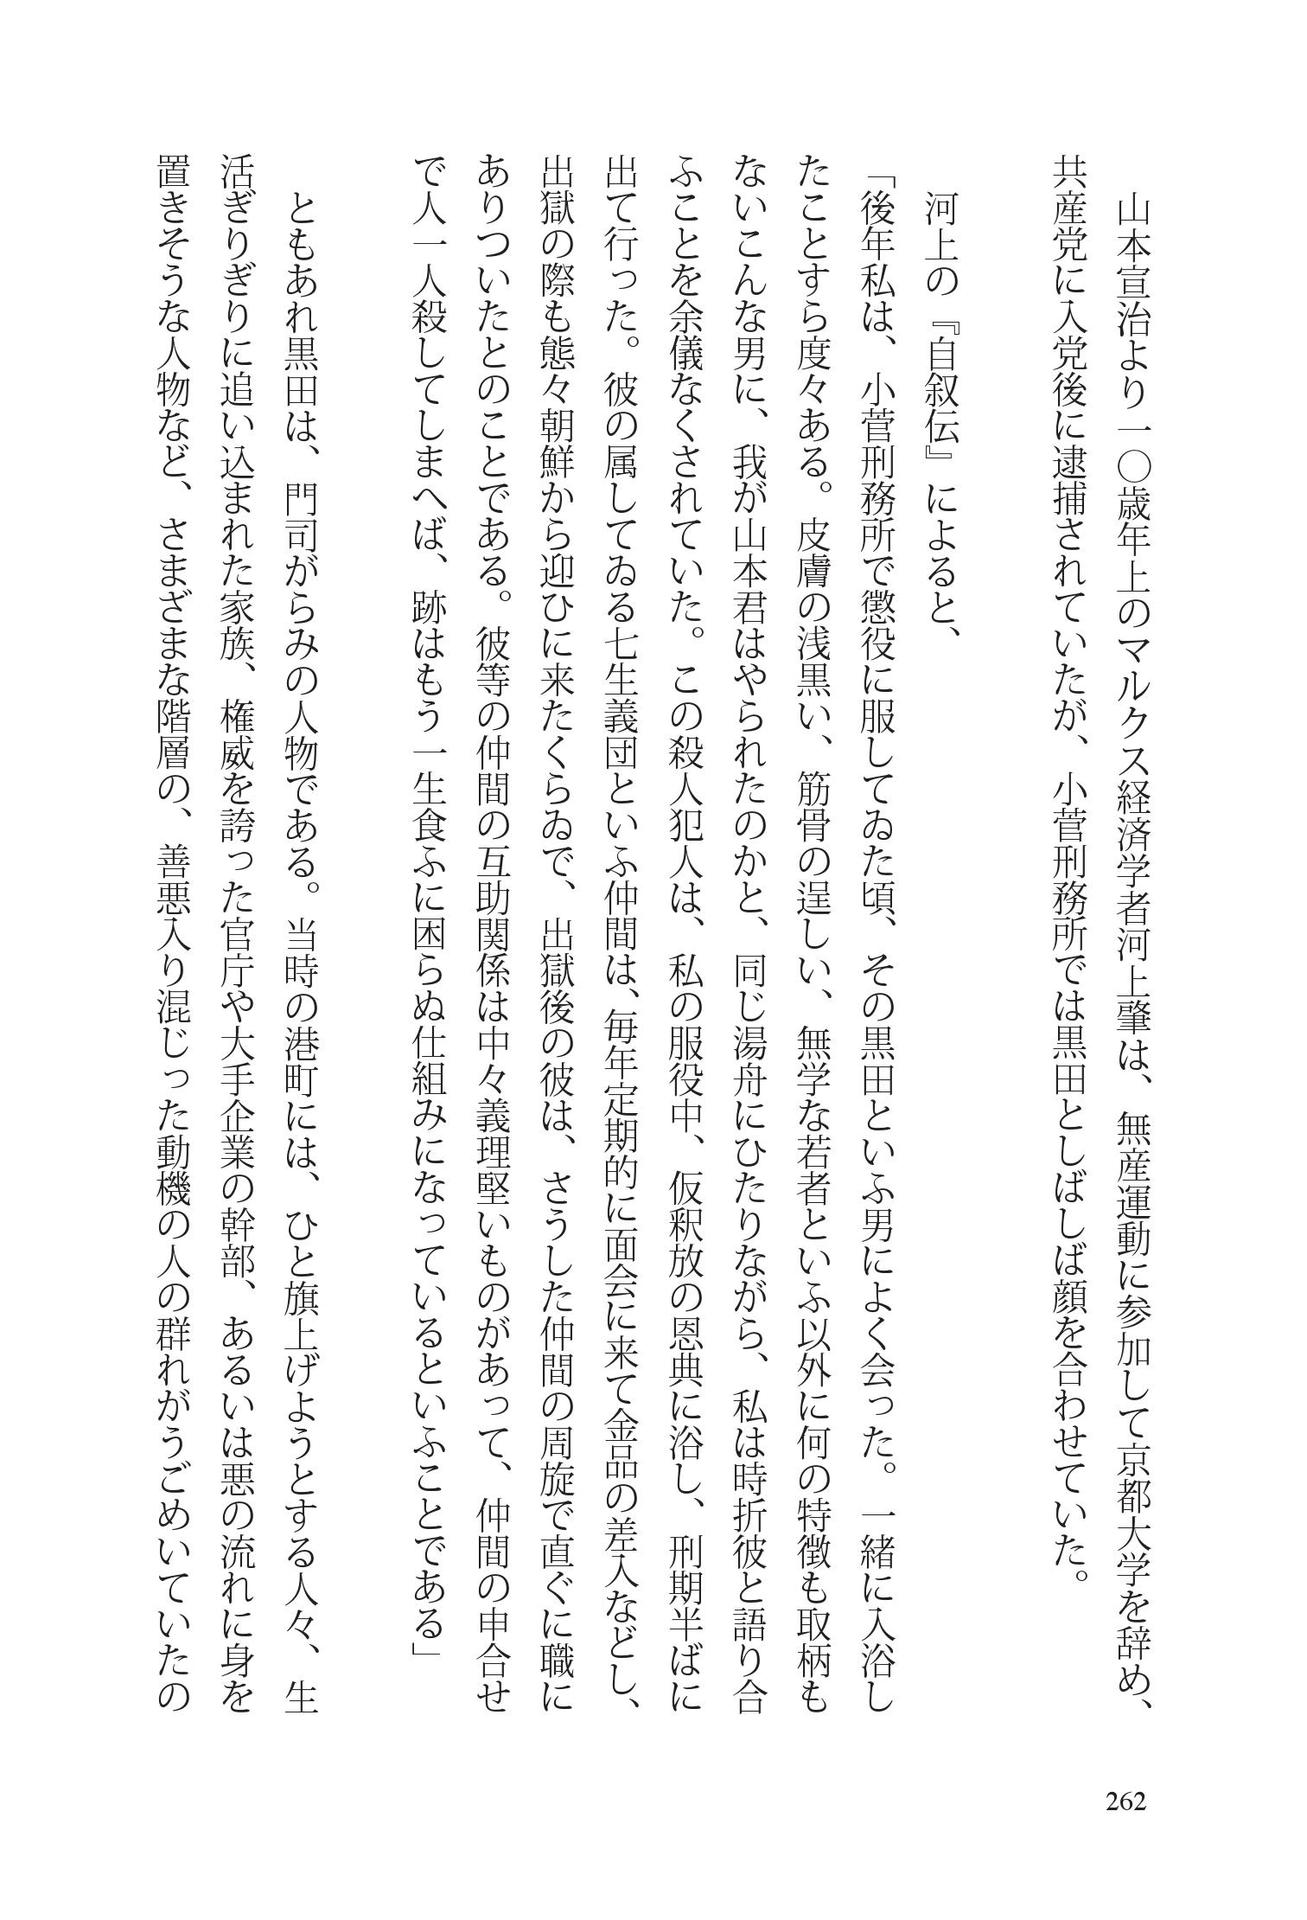 山本宣治より一〇歳年上のマルクス経済学者河上肇は、無産運動に参加して京都大学を辞め、
共産党に入党後に逮捕されていたが、小菅刑務所では黒田としばしば顔を合わせていた。
河上の『自叙伝』によると、
「後年私は、小菅刑務所で懲役に服してゐた頃、その黒田といふ男によく会った。一緒に入浴し
たことすら度々ある。皮膚の浅黒い、筋骨の逞しい、無学な若者といふ以外に何の特徴も取柄も
ないこんな男に、我が山本君はやられたのかと、同じ湯舟にひたりながら、私は時折彼と語り合
ふことを余儀なくされていた。この殺人犯人は、私の服役中、仮釈放の恩典に浴し、刑期半ばに
出て行った。彼の属してゐる七生義団といふ仲間は、毎年定期的に面会に来て金品の差入などし、
出獄の際も態々朝鮮から迎ひに来たくらゐで、出獄後の彼は、さうした仲間の周旋で直ぐに職に
ありついたとのことである。彼等の仲間の互助関係は中々義理堅いものがあって、仲間の申合せ
で人一人殺してしまへば、跡はもう一生食ふに困らぬ仕組みになっているといふことである」
ともあれ黒田は、門司がらみの人物である。当時の港町には、ひと旗上げようとする人々、生
活ぎりぎりに追い込まれた家族、権威を誇った官庁や大手企業の幹部、あるいは悪の流れに身を
置きそうな人物など、さまざまな階層の、善悪入り混じった動機の人の群れがうごめいていたの
262